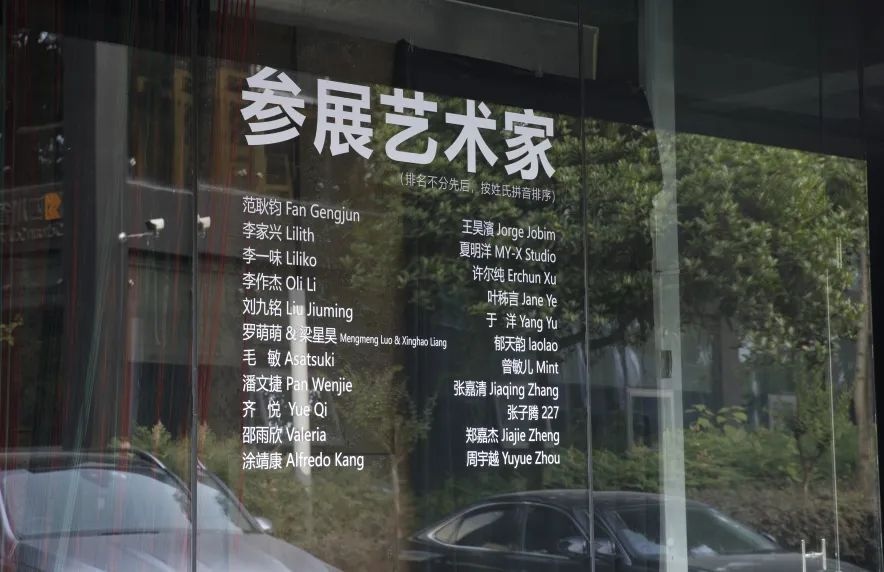 参展艺术家
（排名不分先后，按姓氏拼音排序）
范耿钧 Fan Gengjun
李家兴 Lilith
李一味 Liliko
李作杰 Oli Li
刘九铭 Liu Jiuming
罗萌萌 & 梁星昊 Mengmeng Luo & Xinghao Liang
毛 敏 Asatsuki
潘文捷 Pan Wenjie
齐 悦 Yue Qi
邵雨欣 Valeria
涂靖康 Alfredo Kang
王昊濱 Jorge Jobim
夏明洋 MY-X Studio
许尔纯 Erchun Xu
叶秭言 Jane Ye
于 洋 Yang Yu
郁天韵 laolao
曾敏儿 Mint
张嘉清 Jiaqing Zhang
张子腾 227
郑嘉杰 Jiajie Zheng
周宇越 Yuyue Zhou